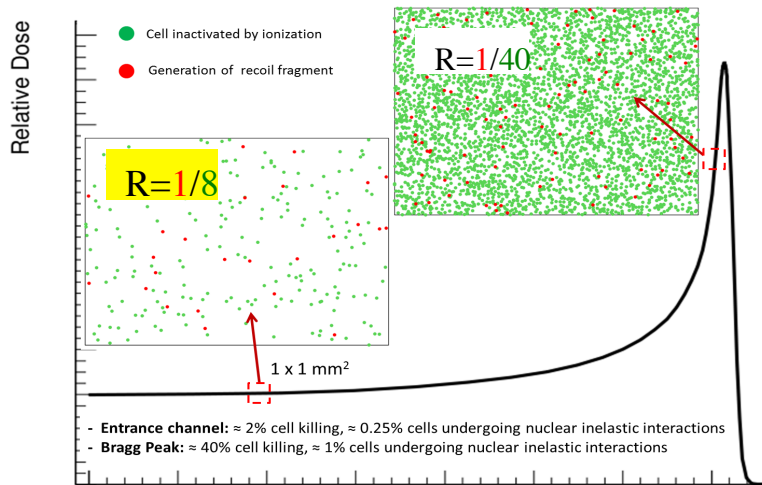 Relative Dose
Cell inactivated by ionization
Generation of recoil fragment
R=1/40
R=1/8
1 x 1 mm²
- Entrance channel: ≈ 2% cell killing, ≈ 0.25% cells undergoing nuclear inelastic interactions
- Bragg Peak: ≈ 40% cell killing, ≈ 1% cells undergoing nuclear inelastic interactions